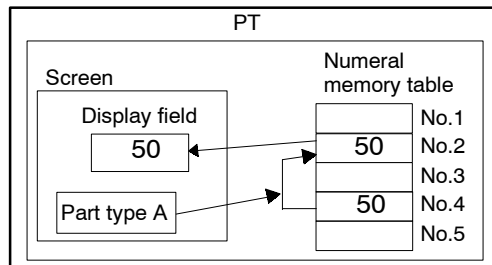 PT
Screen
Numeral
memory table
Display field
50
Part type A
No.1
50 No.2
No.3
50 No.4
No.5